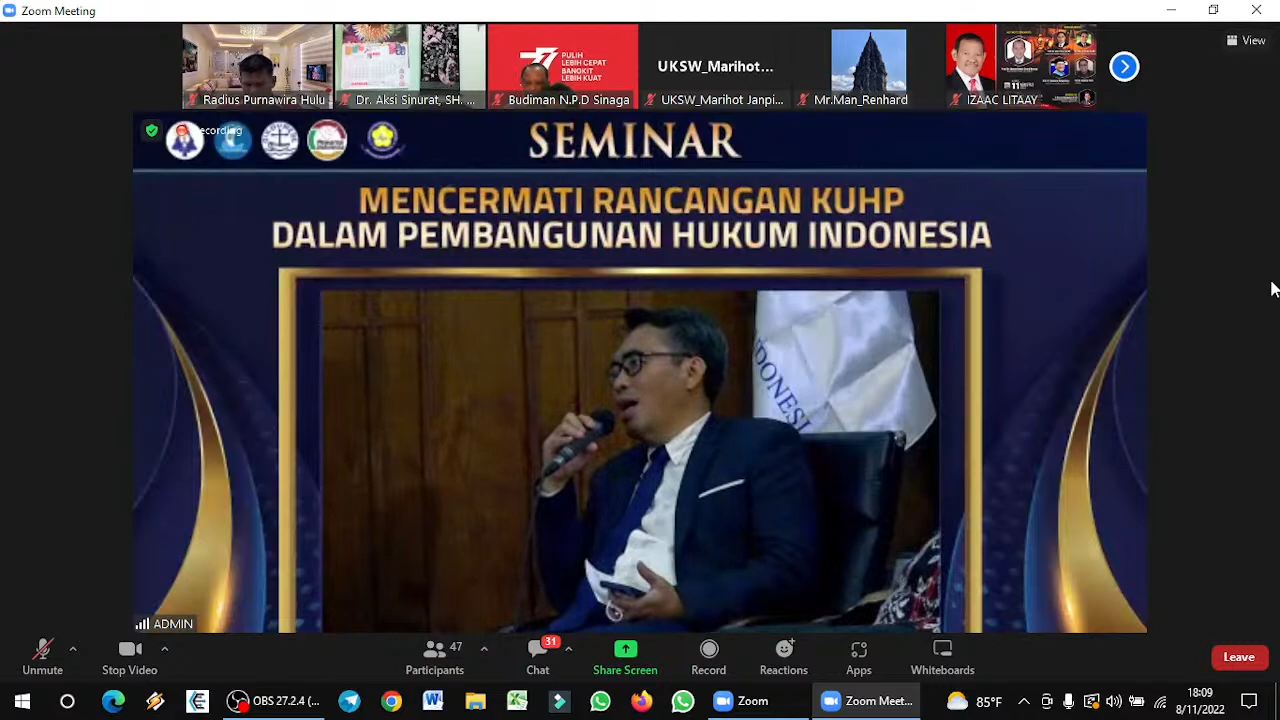 Zoom Meeting
View
PULIH
LEBIH CEPAT
BANGKIT
LEBIH KUAT
UKSW_Marihot...
Radius Purnawira Hulu
Dr. Aksi Sinurat, SH. ...
Budiman N.P.D Sinaga
UKSW_Marihot Janpi...
Mr.Man_Renhard
IZAAC LITAAY
11
Recording
SEMINAR
MENCERMATI RANCANGAN KUHP
DALAM PEMBANGUNAN HUKUM INDONESIA
ADMIN
Unmute
Stop Video
Participants
47
Chat
31
Share Screen
Record
Reactions
Apps
Whiteboards
Leave
OBS 27.2.4 (...
Zoom
Zoom Meet...
85°F
18:09
8/11/2022